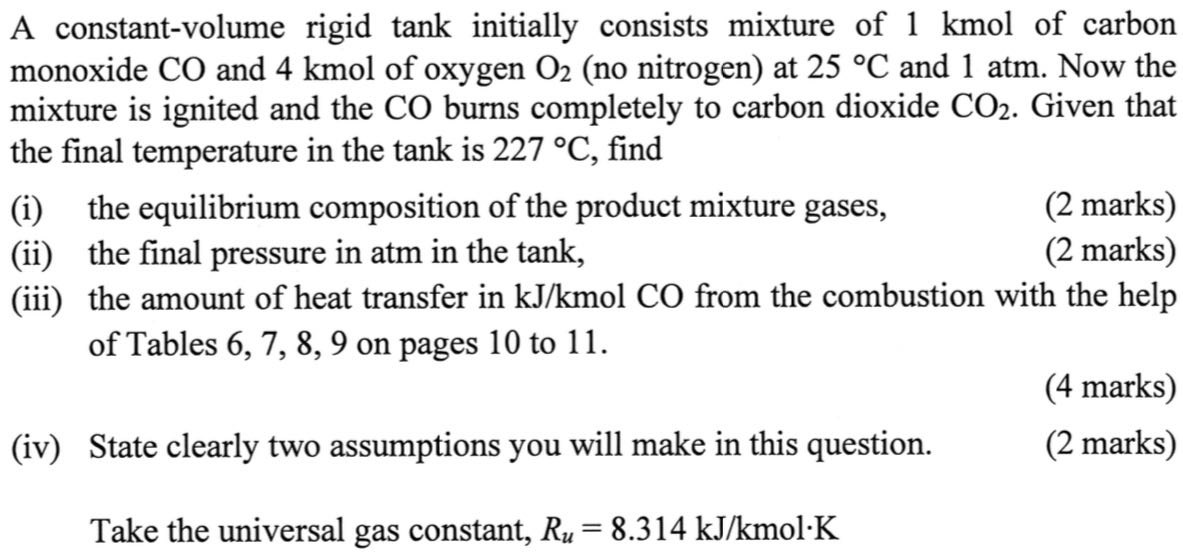 A constant-volume rigid tank initially consists mixture of 1 kmol of carbon
monoxide CO and 4 kmol of oxygen O₂ (no nitrogen) at 25 °C and 1 atm. Now the
mixture is ignited and the CO burns completely to carbon dioxide CO₂. Given that
the final temperature in the tank is 227 °C, find
(i) the equilibrium composition of the product mixture gases, (2 marks)
(ii) the final pressure in atm in the tank, (2 marks)
(iii) the amount of heat transfer in kJ/kmol CO from the combustion with the help
of Tables 6, 7, 8, 9 on pages 10 to 11.
(4 marks)
(iv) State clearly two assumptions you will make in this question. (2 marks)
Take the universal gas constant, Rᵤ = 8.314 kJ/kmol·K